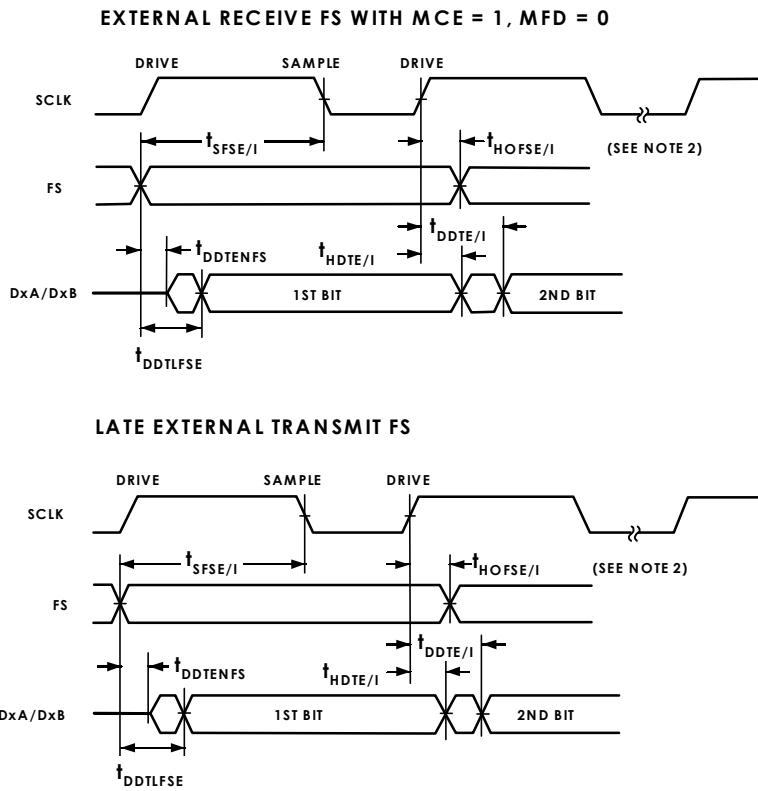 EXTERNAL RECEIVE FS WITH MCE = 1, MFD = 0
DRIVE SAMPLE DRIVE
SCLK
tSFSE/I tHOFSE/I (SEE NOTE 2)
FS
tDDTE/I
tDDTENFS tHDTE/I
DxA/DxB 1ST BIT 2ND BIT
tDDTLFSE
LATE EXTERNAL TRANSMIT FS
DRIVE SAMPLE DRIVE
SCLK
tSFSE/I tHOFSE/I (SEE NOTE 2)
FS
tDDTE/I
tDDTENFS tHDTE/I
DxA/DxB 1ST BIT 2ND BIT
tDDTLFSE